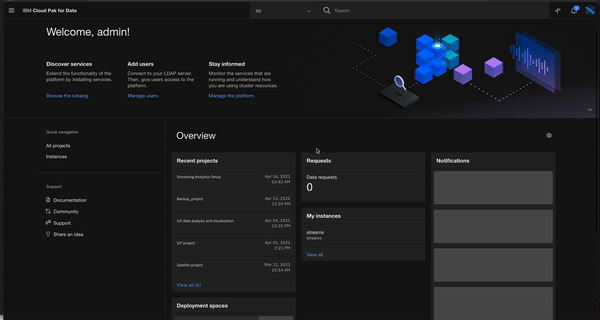 IBM Cloud Pak for Data
All
Search
Welcome, admin!
Discover services
Extend the functionality of the
platform by installing services.
Browse the catalog
Add users
Connect to your LDAP server.
Then, give users access to the
platform.
Manage users
Stay informed
Monitor the services that are
running and understand how
you are using cluster resources.
Manage the platform
Quick navigation
All projects
Instances
Support
Documentation
Community
Support
Share an idea
Overview
Recent projects
Streaming Analytics Setup
Apr 16, 2021
10:42 AM
Backup_project
Apr 15, 2021
12:59 PM
IoT data analysis and visualization
Apr 04, 2021
12:35 PM
IoT project
Apr 01, 2021
2:21 PM
Satellite project
Mar 31, 2021
10:14 AM
View all (6)
Deployment spaces
Requests
Data requests
0
My instances
streams
streams
View all
Notifications